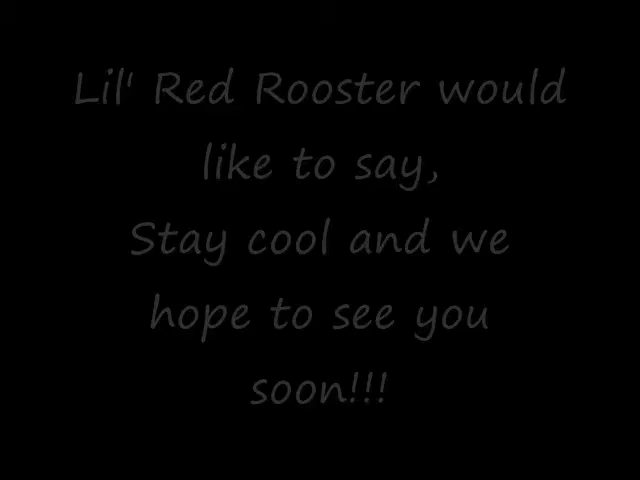 Lil' Red Rooster would
like to say,
Stay cool and we
hope to see you
soon!!!